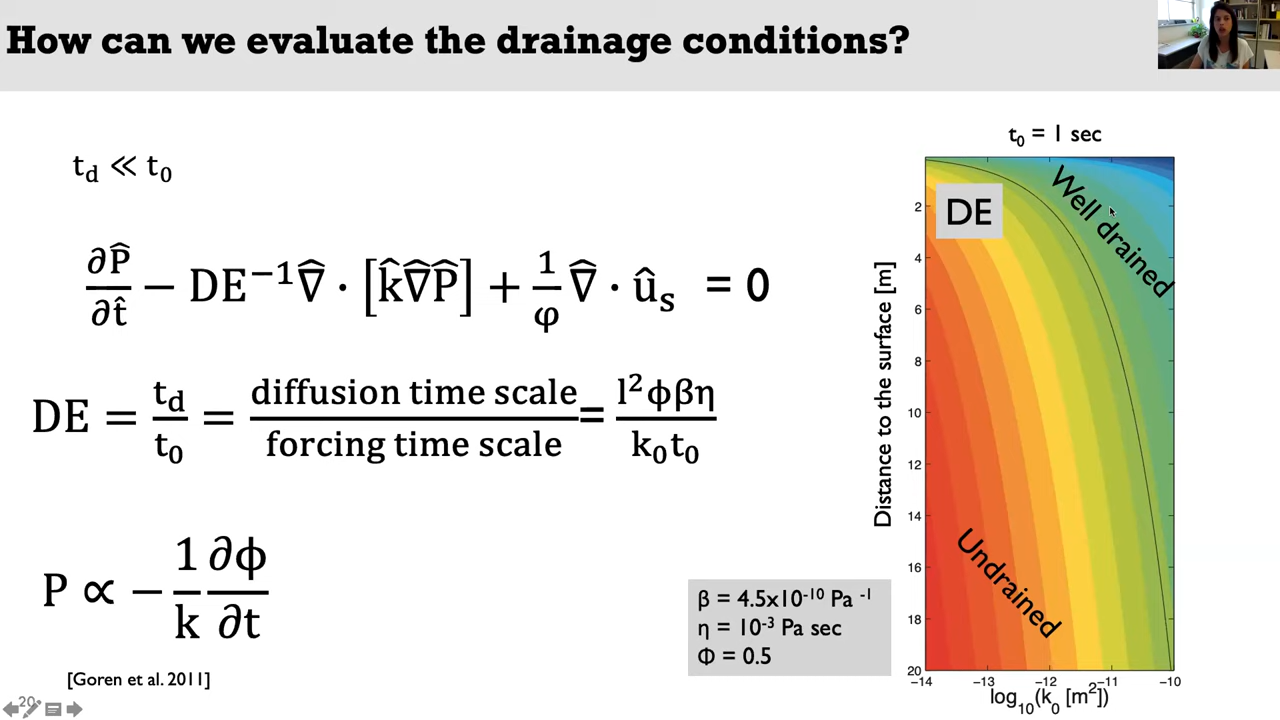 How can we evaluate the drainage conditions?
t_d ≪ t_0
∂P̂/∂t̂ − DE⁻¹∇̂ · [k̂∇̂P̂] + 1/φ ∇̂ · û_s = 0
DE = t_d/t_0 = diffusion time scale/forcing time scale = l²ϕβη/k_0t_0
P ∝ − 1/k ∂ϕ/∂t
[Goren et al. 2011]
20
β = 4.5x10⁻¹⁰ Pa ⁻¹
η = 10⁻³ Pa sec
Φ = 0.5
t₀ = 1 sec
DE
Well drained
Undrained
Distance to the surface [m]
2
4
6
8
10
12
14
16
18
20
−14 −13 −12 −11 −10
log₁₀(k₀ [m²])